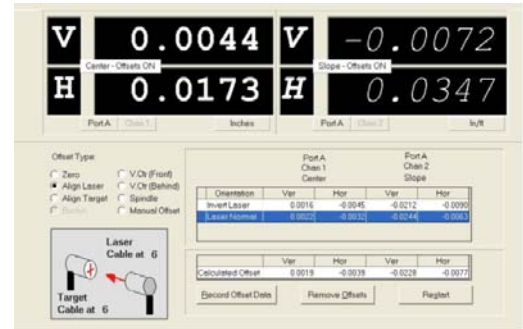 V 0.0044 V -0.0072
Center - Offsets ON Slope - Offsets ON
H 0.0173 H 0.0347
Port A Chan 1 Inches Port A Chan 2 In/ft
Offset Type:
Zero V.Ctr (Front)
Align Laser V.Ctr (Behind)
Align Target Spindle
Manual Offset
Port A Port A
Chan 1 Chan 2
Center Slope
Orientation Ver Hor Ver Hor
Invert Laser 0.0016 -0.0045 -0.0212 -0.0090
Laser Normal 0.0022 -0.0032 -0.0244 -0.0063
Ver Hor Ver Hor
Calculated Offset 0.0019 -0.0039 -0.0228 -0.0077
Record Offset Data Remove Offsets Restart
Laser
Cable at 6
Target
Cable at 6